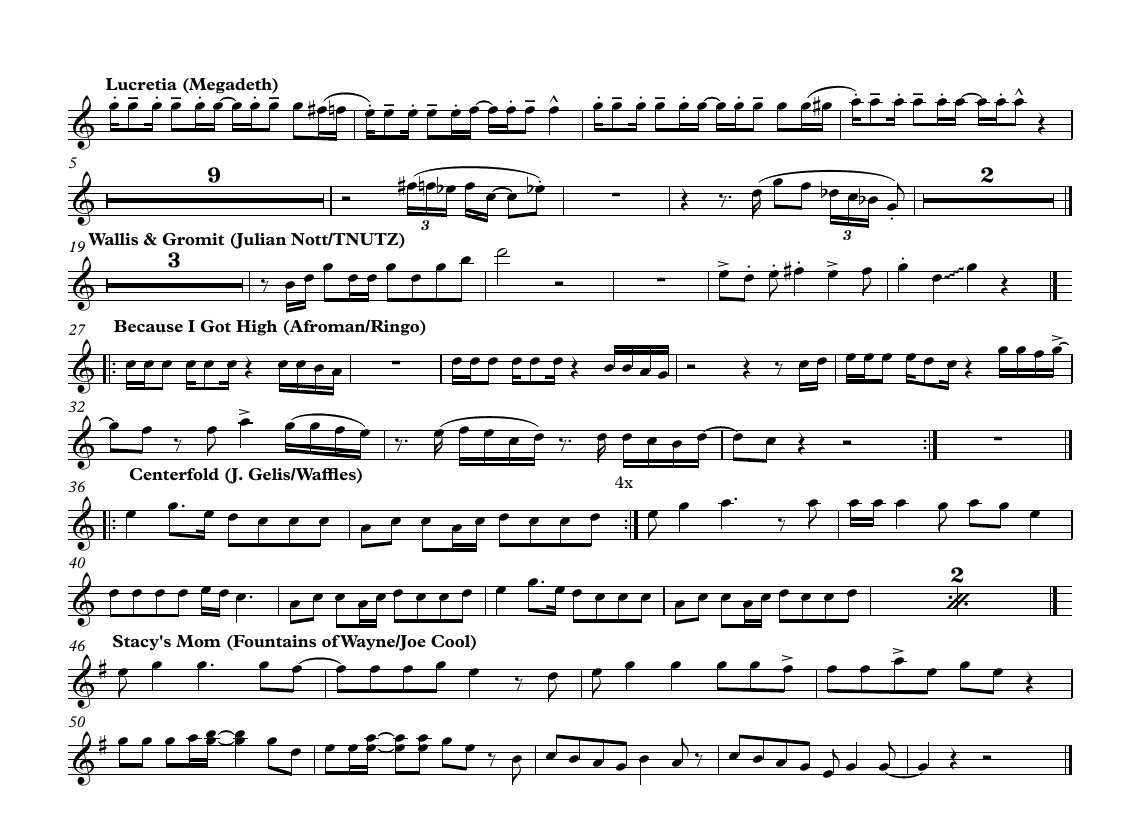 Lucretia (Megadeth)
5
9
3
3
2
19 Wallis & Gromit (Julian Nott/TNUTZ)
3
27 Because I Got High (Afroman/Ringo)
32
Centerfold (J. Gelis/Waffles)
36
4x
40
2
46 Stacy's Mom (Fountains of Wayne/Joe Cool)
50